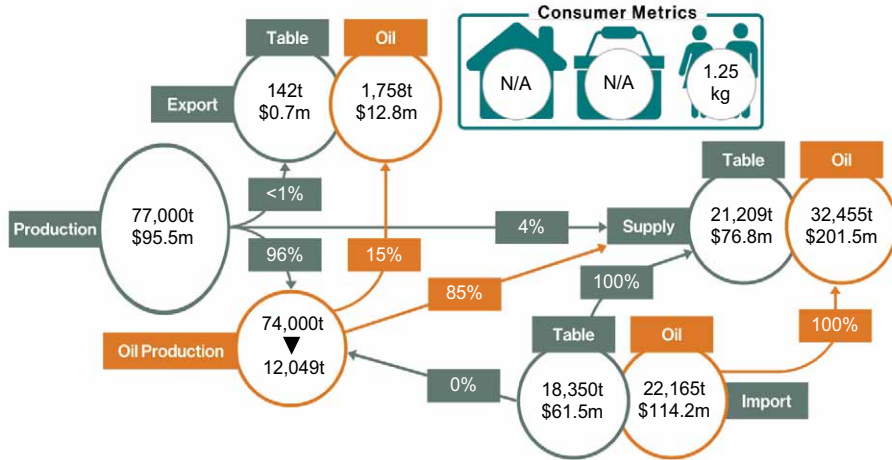 Consumer Metrics
N/A
N/A
1.25
kg
Table
Oil
Export
142t
$0.7m
1,758t
$12.8m
<1%
Production
77,000t
$95.5m
4%
96%
15%
85%
Supply
Table
Oil
21,209t
$76.8m
32,455t
$201.5m
100%
100%
Oil Production
74,000t
▼
12,049t
0%
Table
Oil
18,350t
$61.5m
22,165t
$114.2m
Import